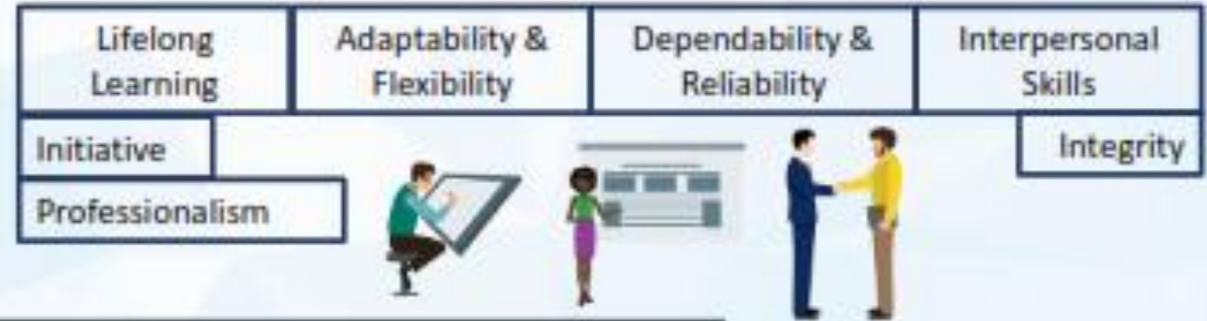 Lifelong
Learning
Adaptability &
Flexibility
Dependability &
Reliability
Interpersonal
Skills
Initiative
Integrity
Professionalism